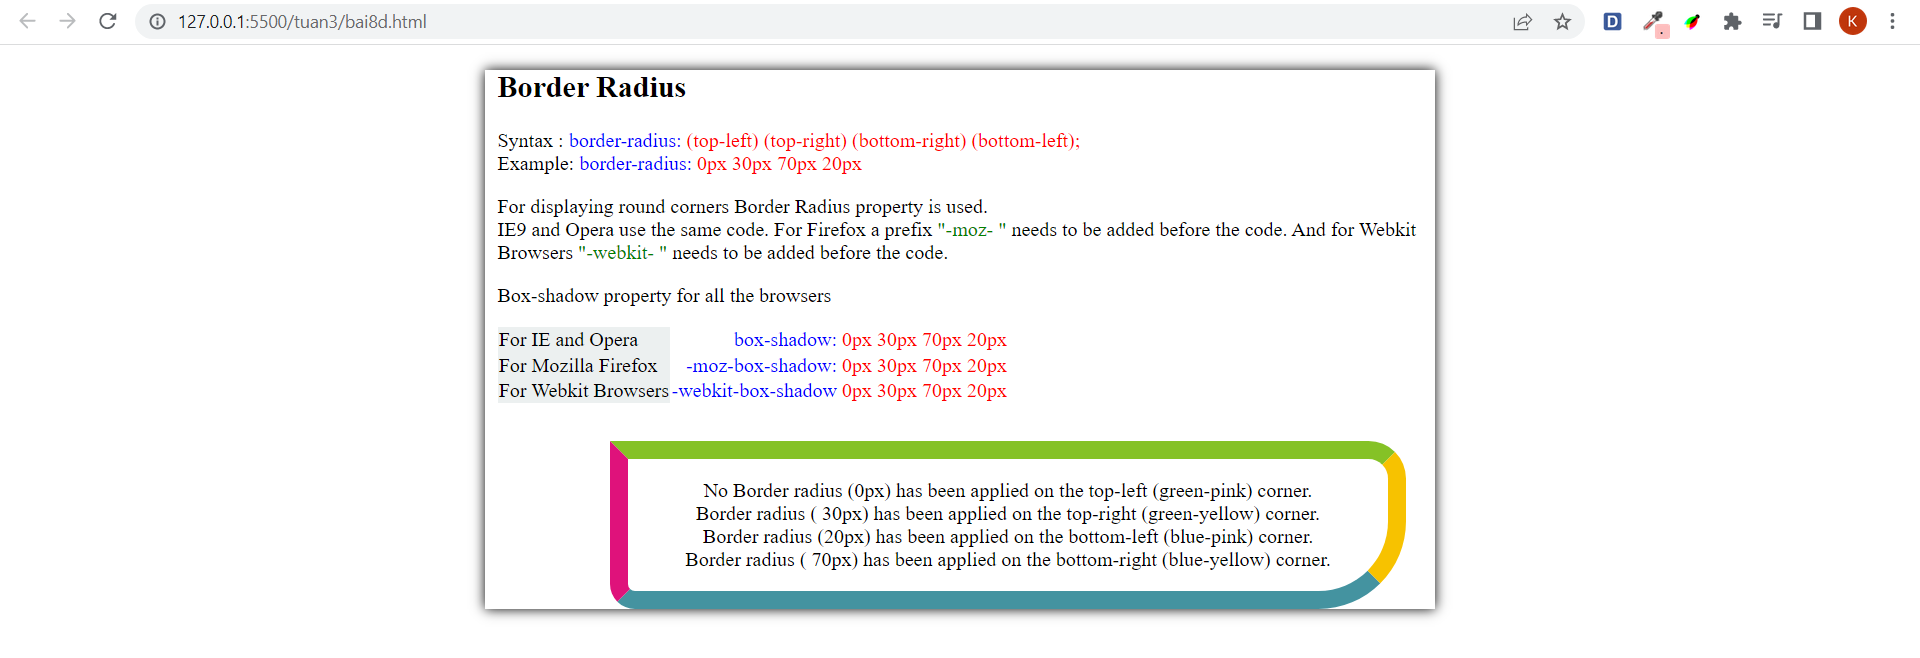 127.0.0.1:5500/tuan3/bai8d.html
D
K
Border Radius
Syntax : border-radius: (top-left) (top-right) (bottom-right) (bottom-left);
Example: border-radius: 0px 30px 70px 20px
For displaying round corners Border Radius property is used.
IE9 and Opera use the same code. For Firefox a prefix "-moz- " needs to be added before the code. And for Webkit
Browsers "-webkit- " needs to be added before the code.
Box-shadow property for all the browsers
For IE and Opera box-shadow: 0px 30px 70px 20px
For Mozilla Firefox -moz-box-shadow: 0px 30px 70px 20px
For Webkit Browsers -webkit-box-shadow 0px 30px 70px 20px
No Border radius (0px) has been applied on the top-left (green-pink) corner.
Border radius ( 30px) has been applied on the top-right (green-yellow) corner.
Border radius (20px) has been applied on the bottom-left (blue-pink) corner.
Border radius ( 70px) has been applied on the bottom-right (blue-yellow) corner.